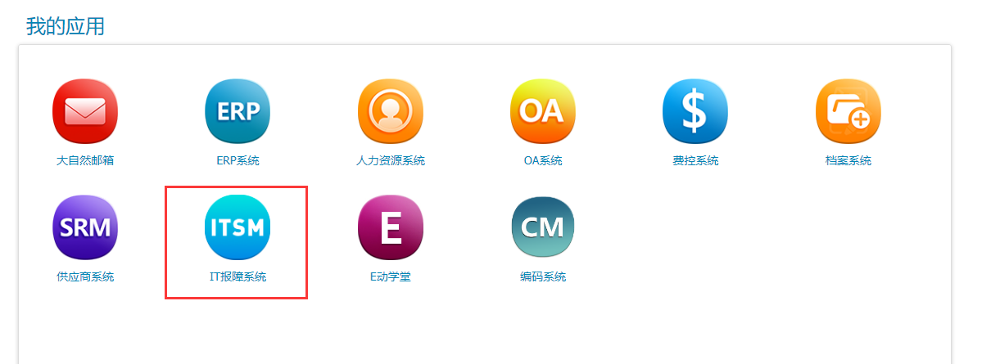 我的应用
ERP
OA
$
大自然邮箱
ERP系统
人力资源系统
OA系统
费控系统
档案系统
SRM
ITSM
E
CM
供应商系统
IT报障系统
E动学堂
编码系统